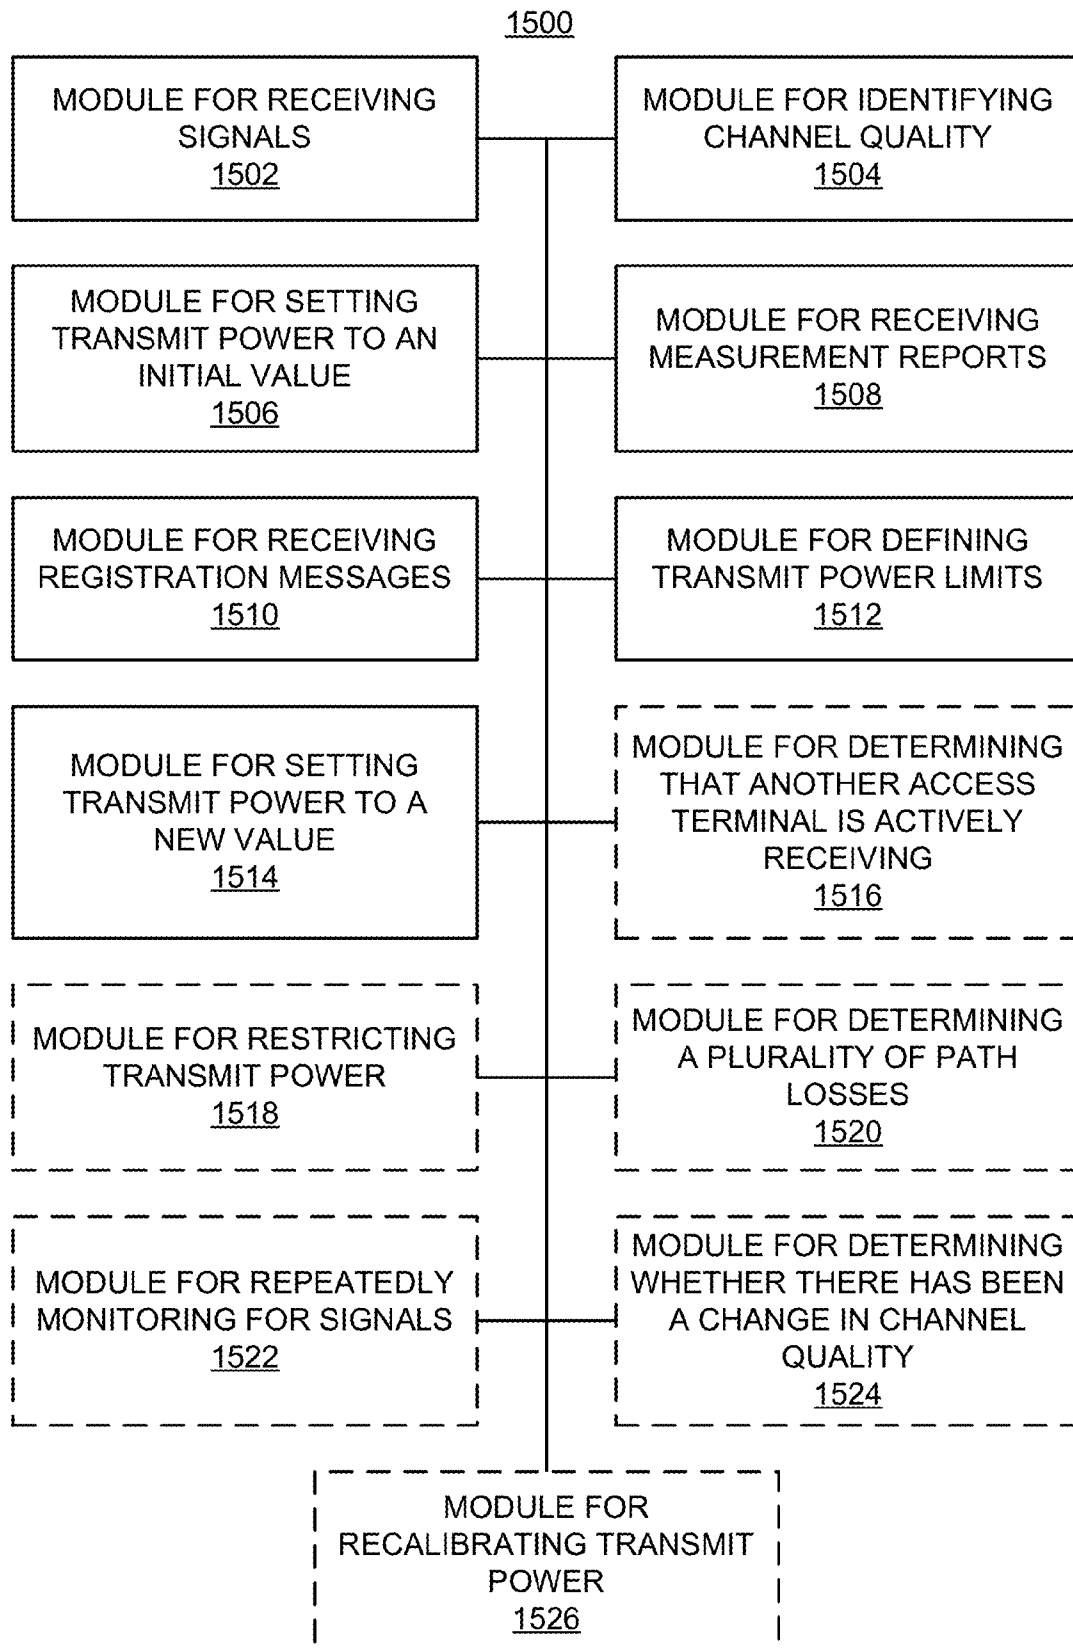 1500
MODULE FOR RECEIVING
SIGNALS
1502
MODULE FOR IDENTIFYING
CHANNEL QUALITY
1504
MODULE FOR SETTING
TRANSMIT POWER TO AN
INITIAL VALUE
1506
MODULE FOR RECEIVING
MEASUREMENT REPORTS
1508
MODULE FOR RECEIVING
REGISTRATION MESSAGES
1510
MODULE FOR DEFINING
TRANSMIT POWER LIMITS
1512
MODULE FOR SETTING
TRANSMIT POWER TO A
NEW VALUE
1514
MODULE FOR DETERMINING
THAT ANOTHER ACCESS
TERMINAL IS ACTIVELY
RECEIVING
1516
MODULE FOR RESTRICTING
TRANSMIT POWER
1518
MODULE FOR DETERMINING
A PLURALITY OF PATH
LOSSES
1520
MODULE FOR REPEATEDLY
MONITORING FOR SIGNALS
1522
MODULE FOR DETERMINING
WHETHER THERE HAS BEEN
A CHANGE IN CHANNEL
QUALITY
1524
MODULE FOR
RECALIBRATING TRANSMIT
POWER
1526